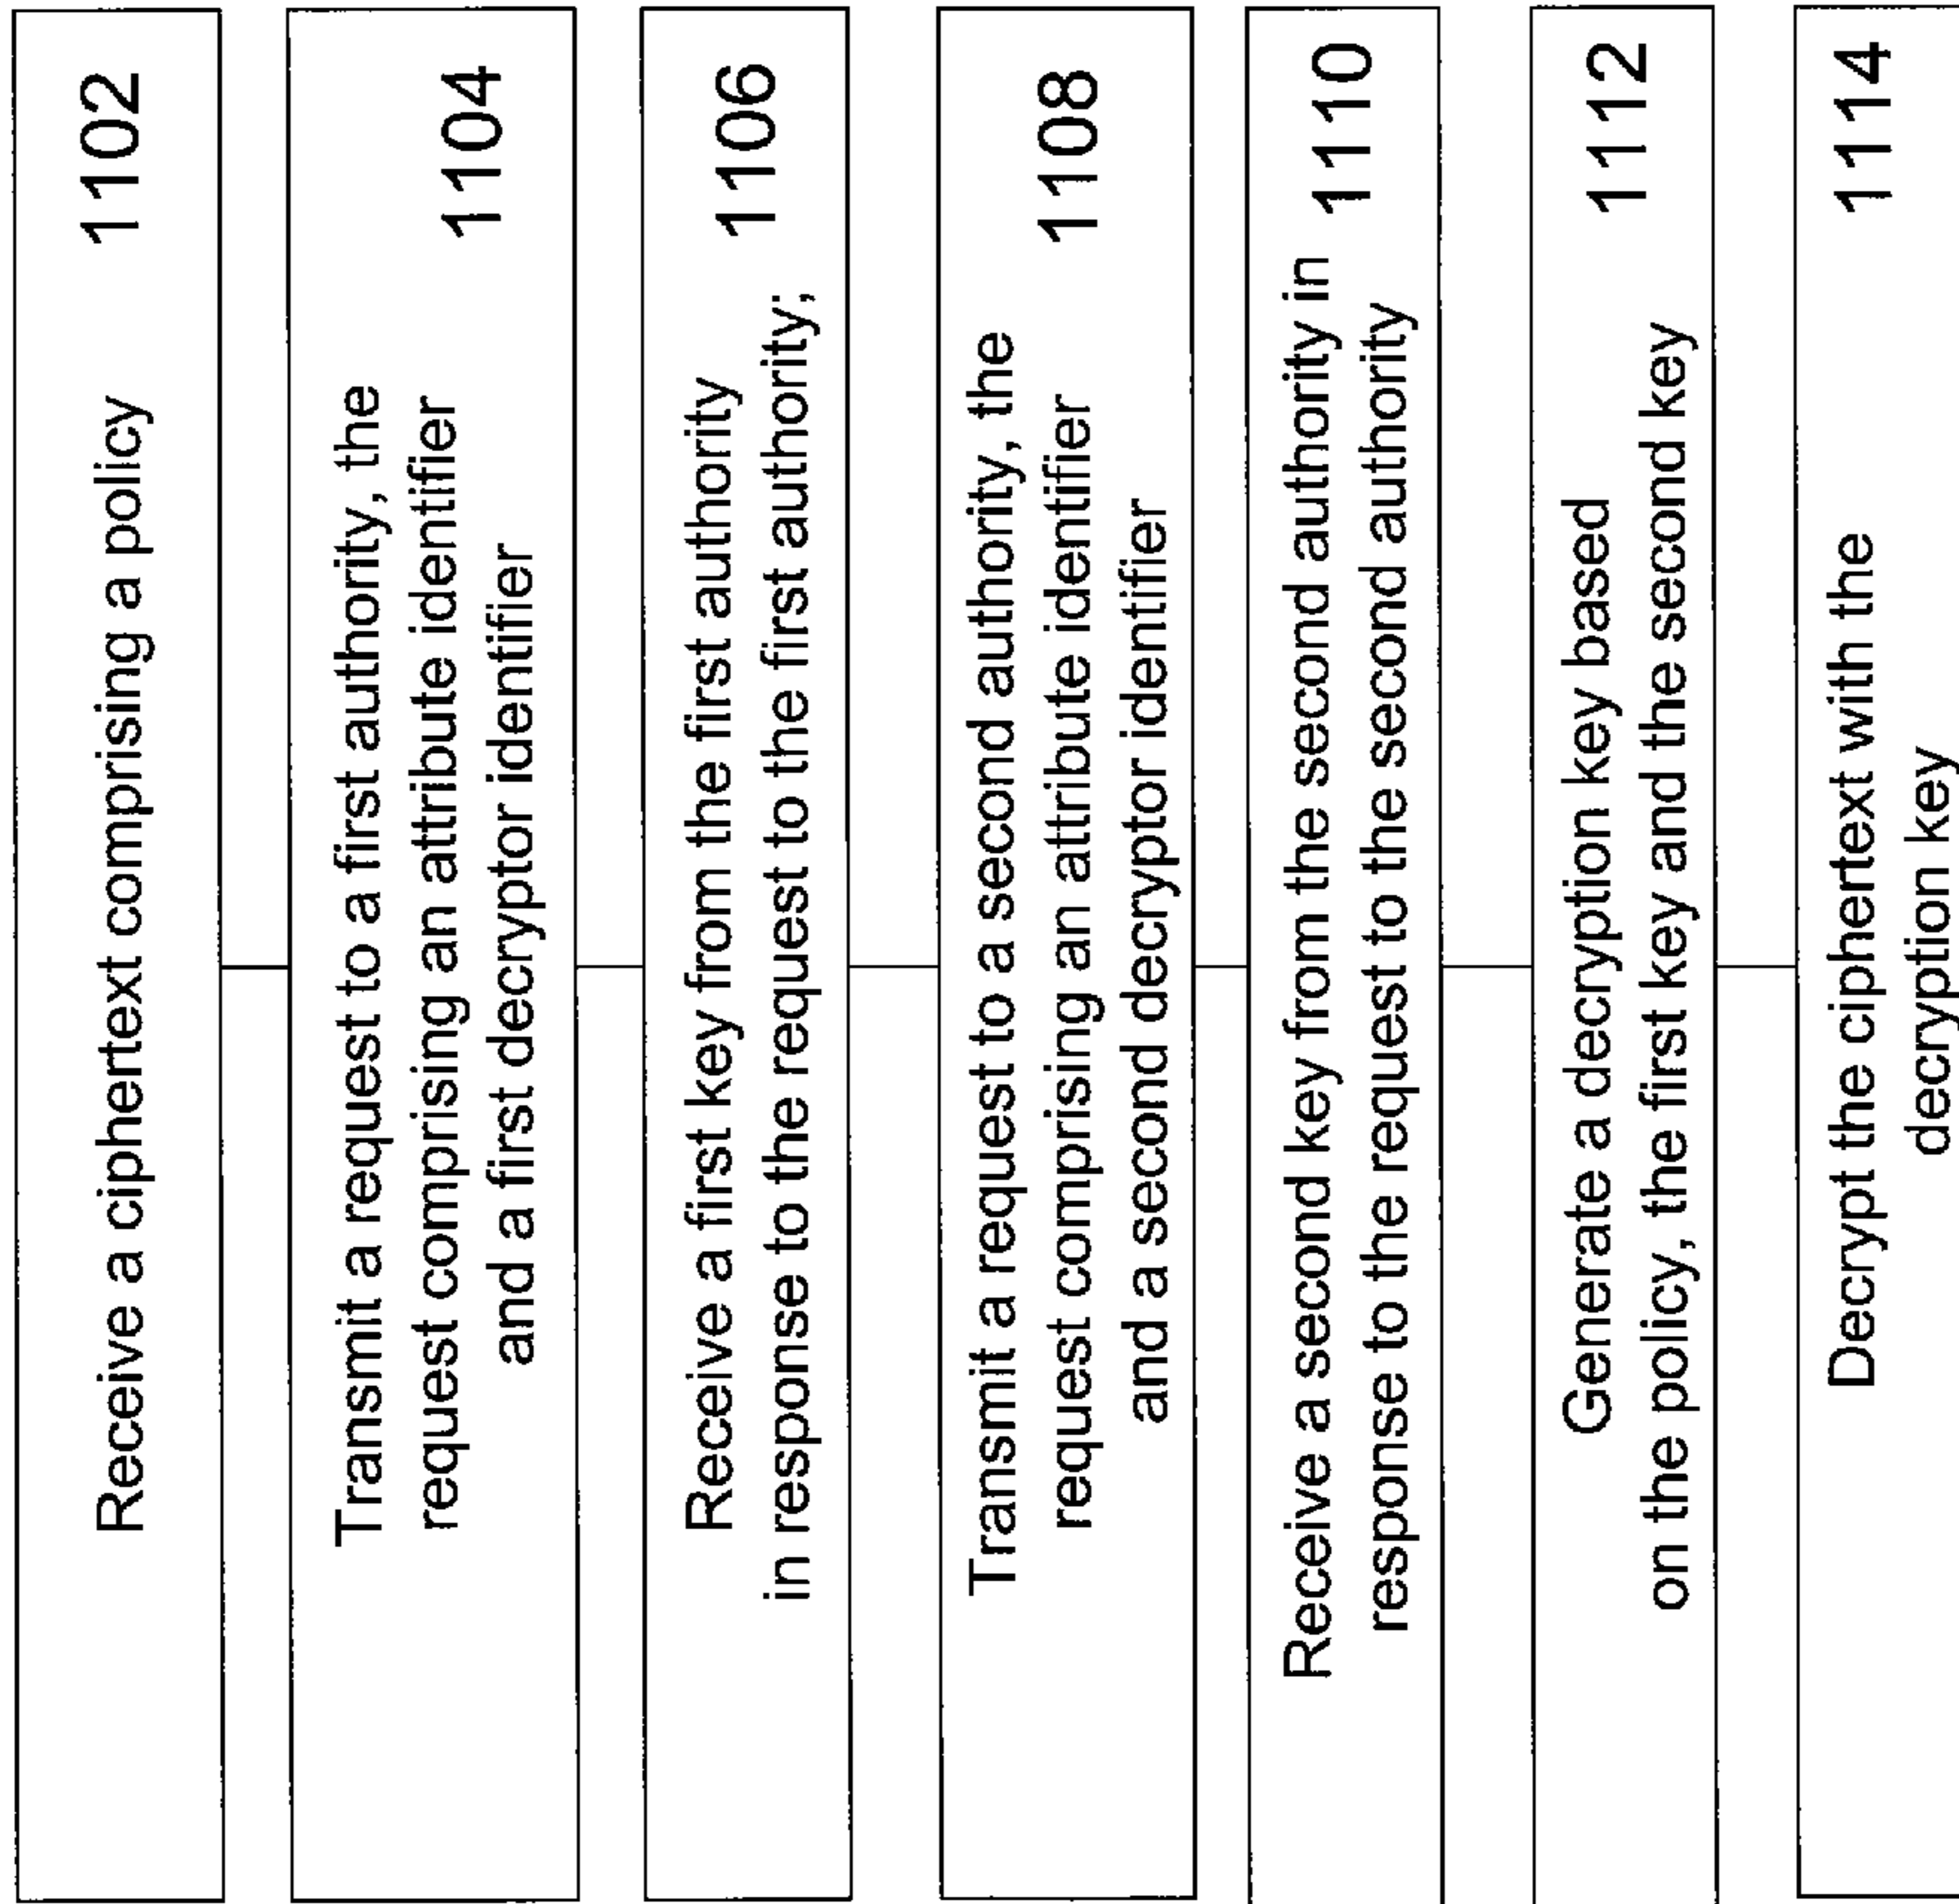 Receive a ciphertext comprising a policy 1102
Transmit a request to a first authority, the
request comprising an attribute identifier 1104
and a first decryptor identifier
Receive a first key from the first authority 1106
in response to the request to the first authority;
Transmit a request to a second authority, the
request comprising an attribute identifier 1108
and a second decryptor identifier
Receive a second key from the second authority in 1110
response to the request to the second authority
Generate a decryption key based 1112
on the policy, the first key and the second key
Decrypt the ciphertext with the 1114
decryption key